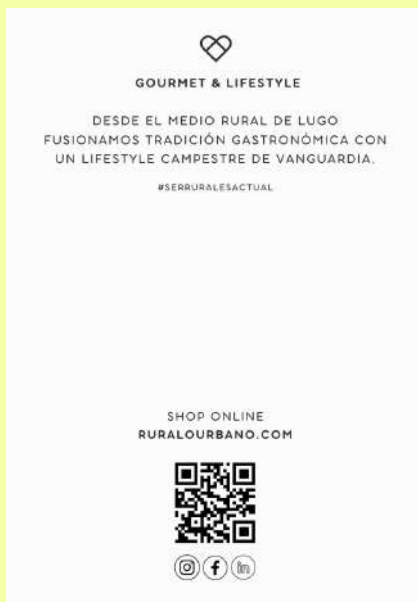 GOURMET & LIFESTYLE
DESDE EL MEDIO RURAL DE LUGO
FUSIONAMOS TRADICIÓN GASTRONÓMICA CON
UN LIFESTYLE CAMPESTRE DE VANGUARDIA.
#SERRURALESACTUAL
SHOP ONLINE
RURALOURBANO.COM
in